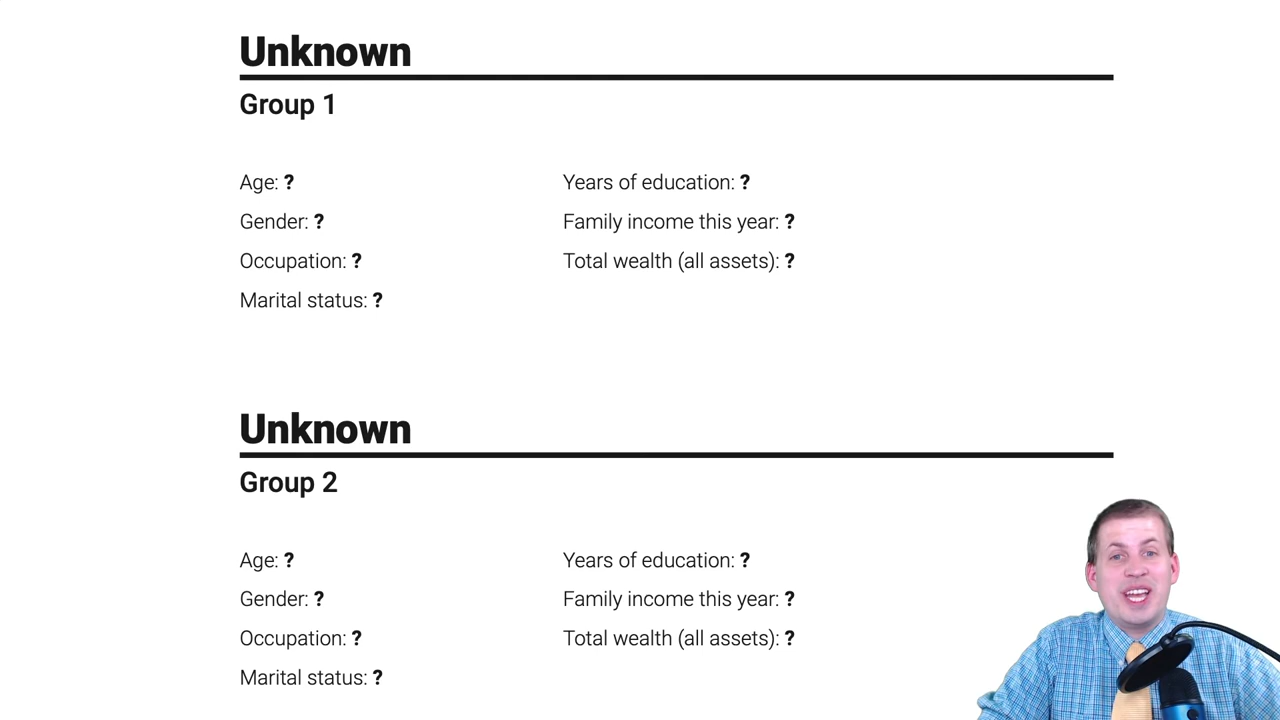 Unknown
Group 1
Age: ?
Years of education: ?
Gender: ?
Family income this year: ?
Occupation: ?
Total wealth (all assets): ?
Marital status: ?
Unknown
Group 2
Age: ?
Years of education: ?
Gender: ?
Family income this year: ?
Occupation: ?
Total wealth (all assets): ?
Marital status: ?